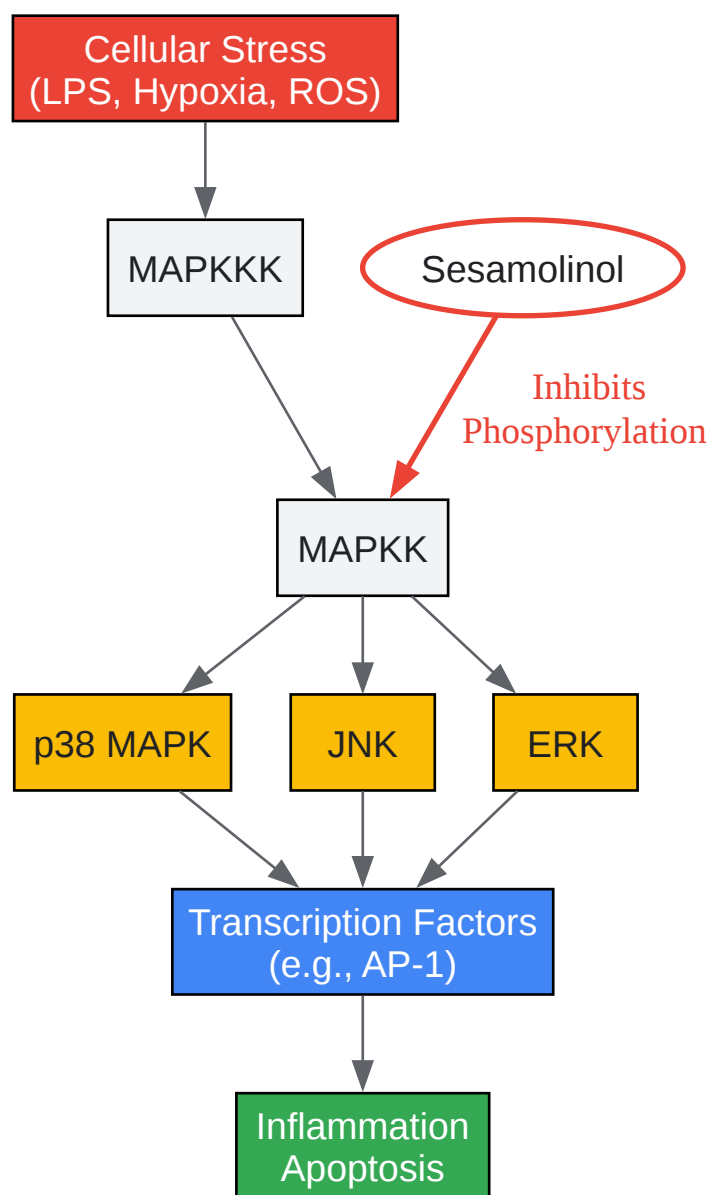 Cellular Stress
(LPS, Hypoxia, ROS)
MAPKKK
Sesamolinol
Inhibits
Phosphorylation
MAPKK
p38 MAPK
JNK
ERK
Transcription Factors
(e.g., AP-1)
Inflammation
Apoptosis